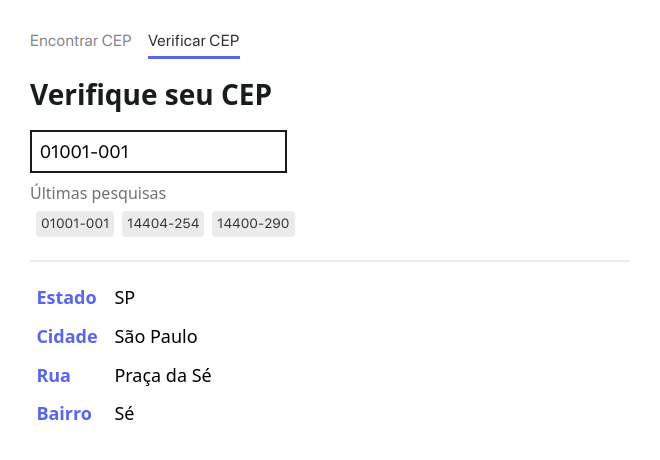 Encontrar CEP Verificar CEP
Verifique seu CEP
01001-001
Últimas pesquisas
01001-001 14404-254 14400-290
Estado SP
Cidade São Paulo
Rua Praça da Sé
Bairro Sé